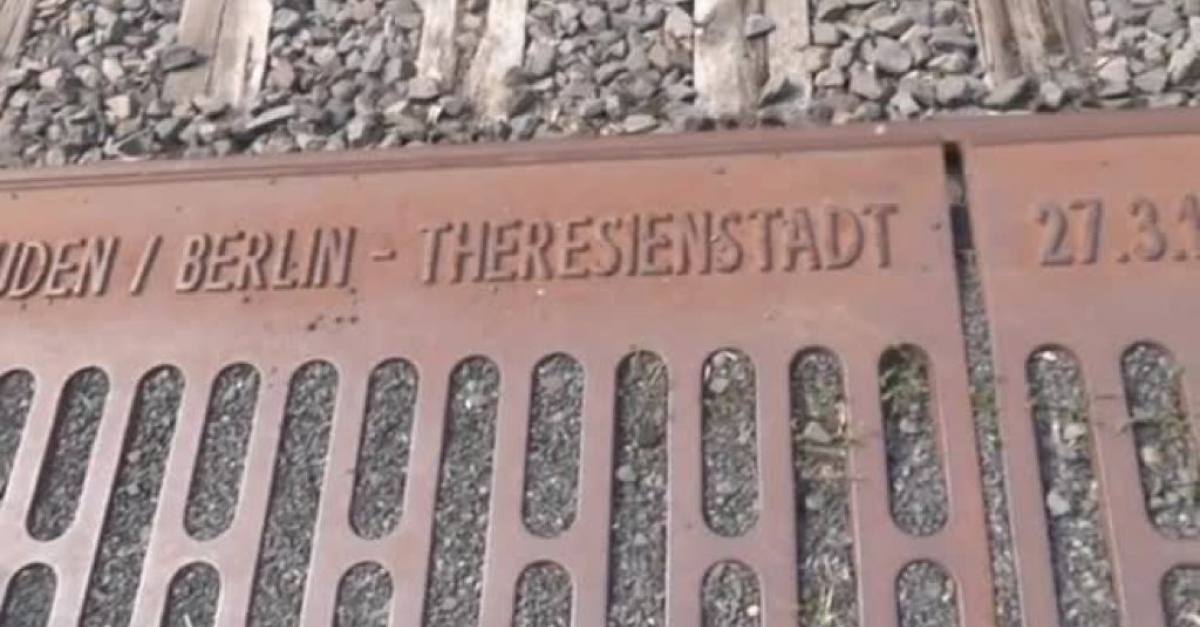 UDEN / BERLIN - THERESIENSTADT 27.3.1